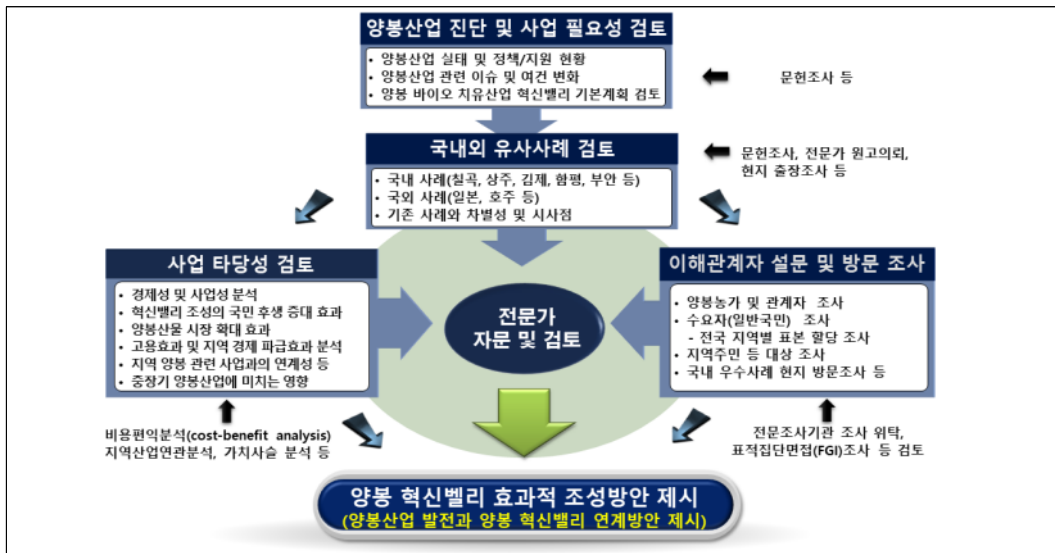 양봉산업 진단 및 사업 필요성 검토
• 양봉산업 실태 및 정책/지원 현황
• 양봉산업 관련 이슈 및 여건 변화
• 양봉 바이오 치유산업 혁신밸리 기본계획 검토
문헌조사 등
국내외 유사사례 검토
• 국내 사례(칠곡, 상주, 김제, 함평, 부안 등)
• 국외 사례(일본, 호주 등)
• 기존 사례와 차별성 및 시사점
문헌조사, 전문가 원고의뢰,
현지 출장조사 등
사업 타당성 검토
• 경제성 및 사업성 분석
• 혁신밸리 조성의 국민 후생 증대 효과
• 양봉산물 시장 확대 효과
• 고용효과 및 지역 경제 파급효과 분석
• 지역 양봉 관련 사업과의 연계성 등
• 중장기 양봉산업에 미치는 영향
비용편익분석(cost-benefit analysis)
지역산업연관분석, 가치사슬 분석 등
전문가
자문 및 검토
이해관계자 설문 및 방문 조사
• 양봉농가 및 관계자 조사
• 수요자(일반국민) 조사
- 전국 지역별 표본 할당 조사
• 지역주민 등 대상 조사
• 국내 우수사례 현지 방문조사 등
전문조사기관 조사 위탁,
표적집단면접(FGI)조사 등 검토
양봉 혁신벨리 효과적 조성방안 제시
(양봉산업 발전과 양봉 혁신밸리 연계방안 제시)